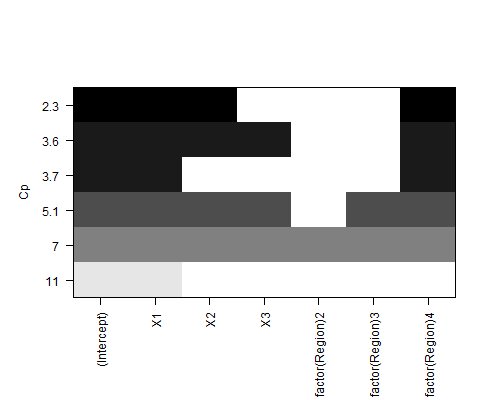 2.3
3.6
3.7
5.1
7
11
Cp
(Intercept)
X1
X2
X3
factor(Region)2
factor(Region)3
factor(Region)4